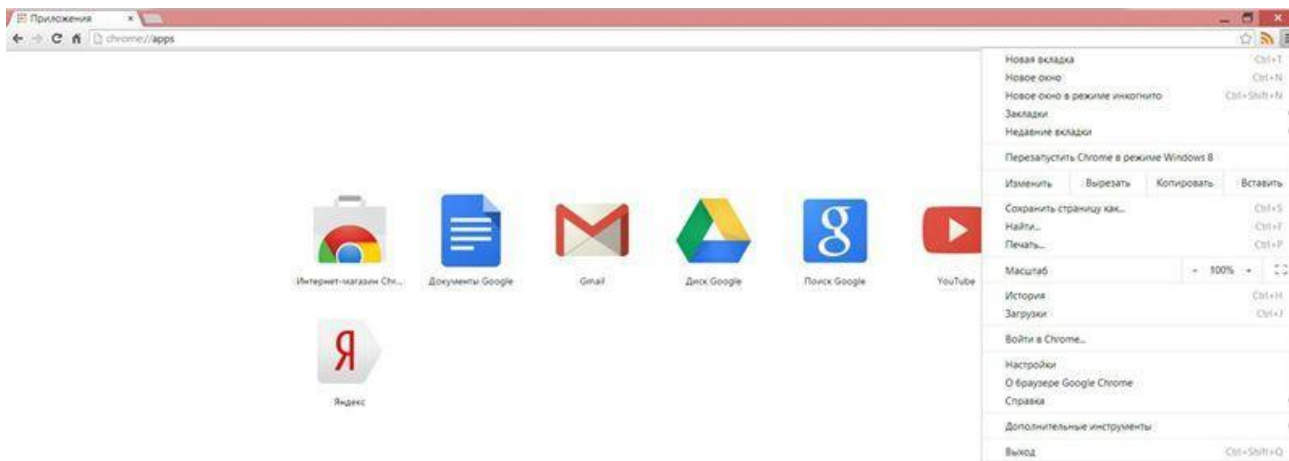 Приложения
chrome://apps
Новая вкладка Ctrl+T
Новое окно Ctrl+N
Новое окно в режиме инкогнито Ctrl+Shift+N
Закладки
Недавние вкладки
Перезапустить Chrome в режиме Windows 8
Изменить Вырезать Копировать Вставить
Сохранить страницу как... Ctrl+S
Найти... Ctrl+F
Печать... Ctrl+P
Масштаб - 100% +
История Ctrl+H
Загрузки Ctrl+J
Войти в Chrome...
Настройки
О браузере Google Chrome
Справка
Дополнительные инструменты
Выход Ctrl+Shift+Q
Интернет-магазин Chr... Документы Google Gmail Диск Google Поиск Google YouTube
8
Я
Яндекс